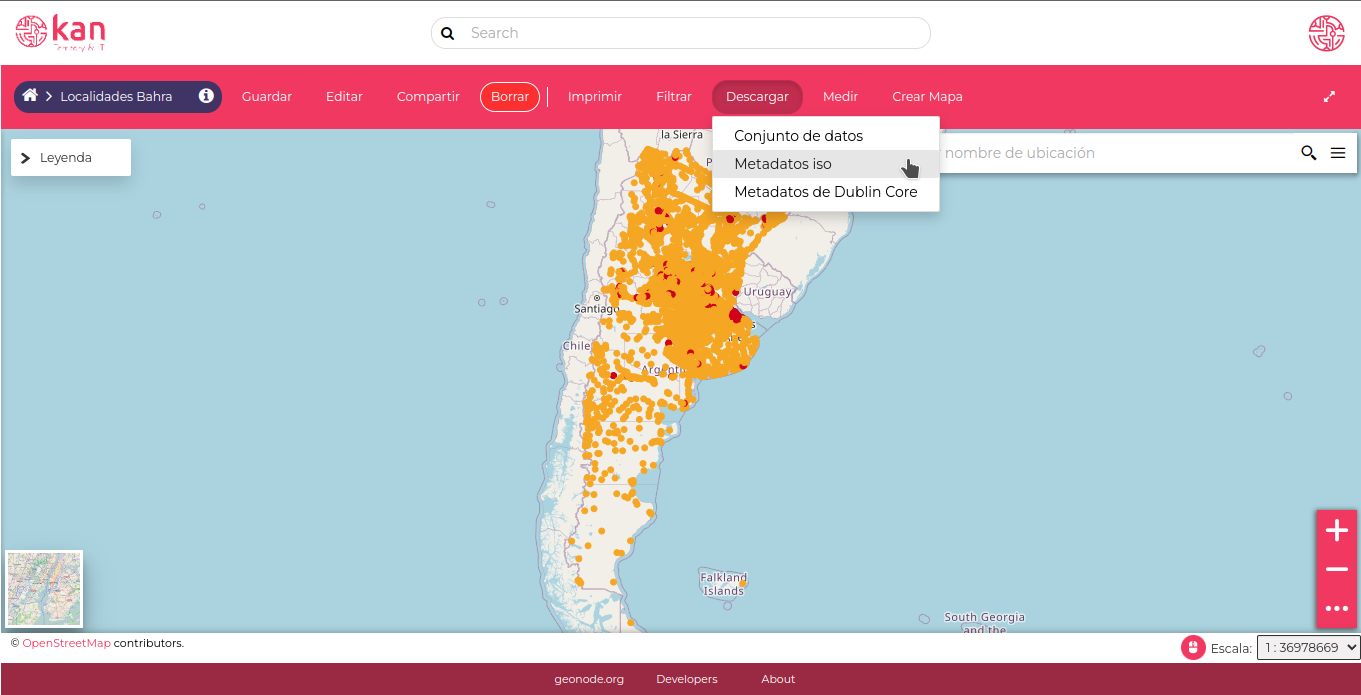 kan
Territory & IT
Search
Localidades Bahra
Guardar
Editar
Compartir
Borrar
Imprimir
Filtrar
Descargar
Medir
Crear Mapa
Conjunto de datos
Metadatos iso
Metadatos de Dublin Core
Leyenda
nombre de ubicación
la Sierra
Uruguay
Santiago
Chile
Argentin
Falkland
Islands
South Georgia
and the
© OpenStreetMap contributors.
Escala:
1 : 36978669
geonode.org
Developers
About